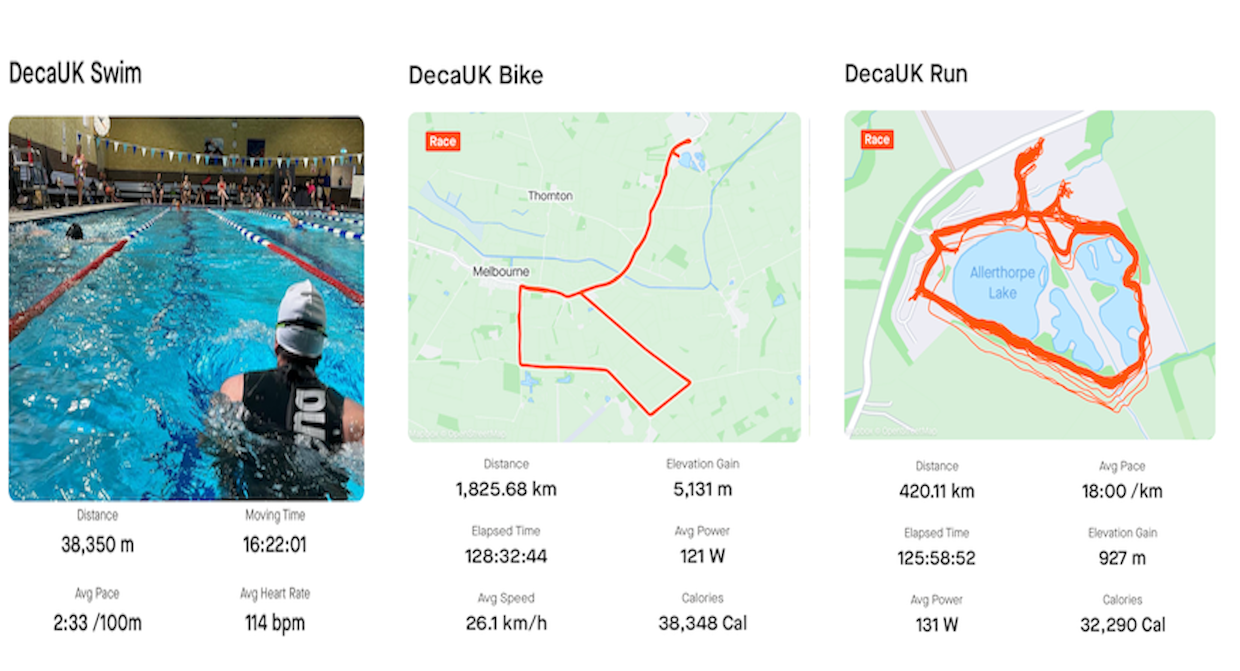 DecaUK Swim
Distance
Moving Time
38,350 m
16:22:01
Avg Pace
Avg Heart Rate
2:33 /100m
114 bpm
DecaUK Bike
Race
Thornton
Melbourne
Distance
Elevation Gain
1,825.68 km
5,131 m
Elapsed Time
Avg Power
128:32:44
121 W
Avg Speed
Calories
26.1 km/h
38,348 Cal
DecaUK Run
Race
Allerthorpe
Lake
Distance
Avg Pace
420.11 km
18:00 /km
Elapsed Time
Elevation Gain
125:58:52
927 m
Avg Power
Calories
131 W
32,290 Cal